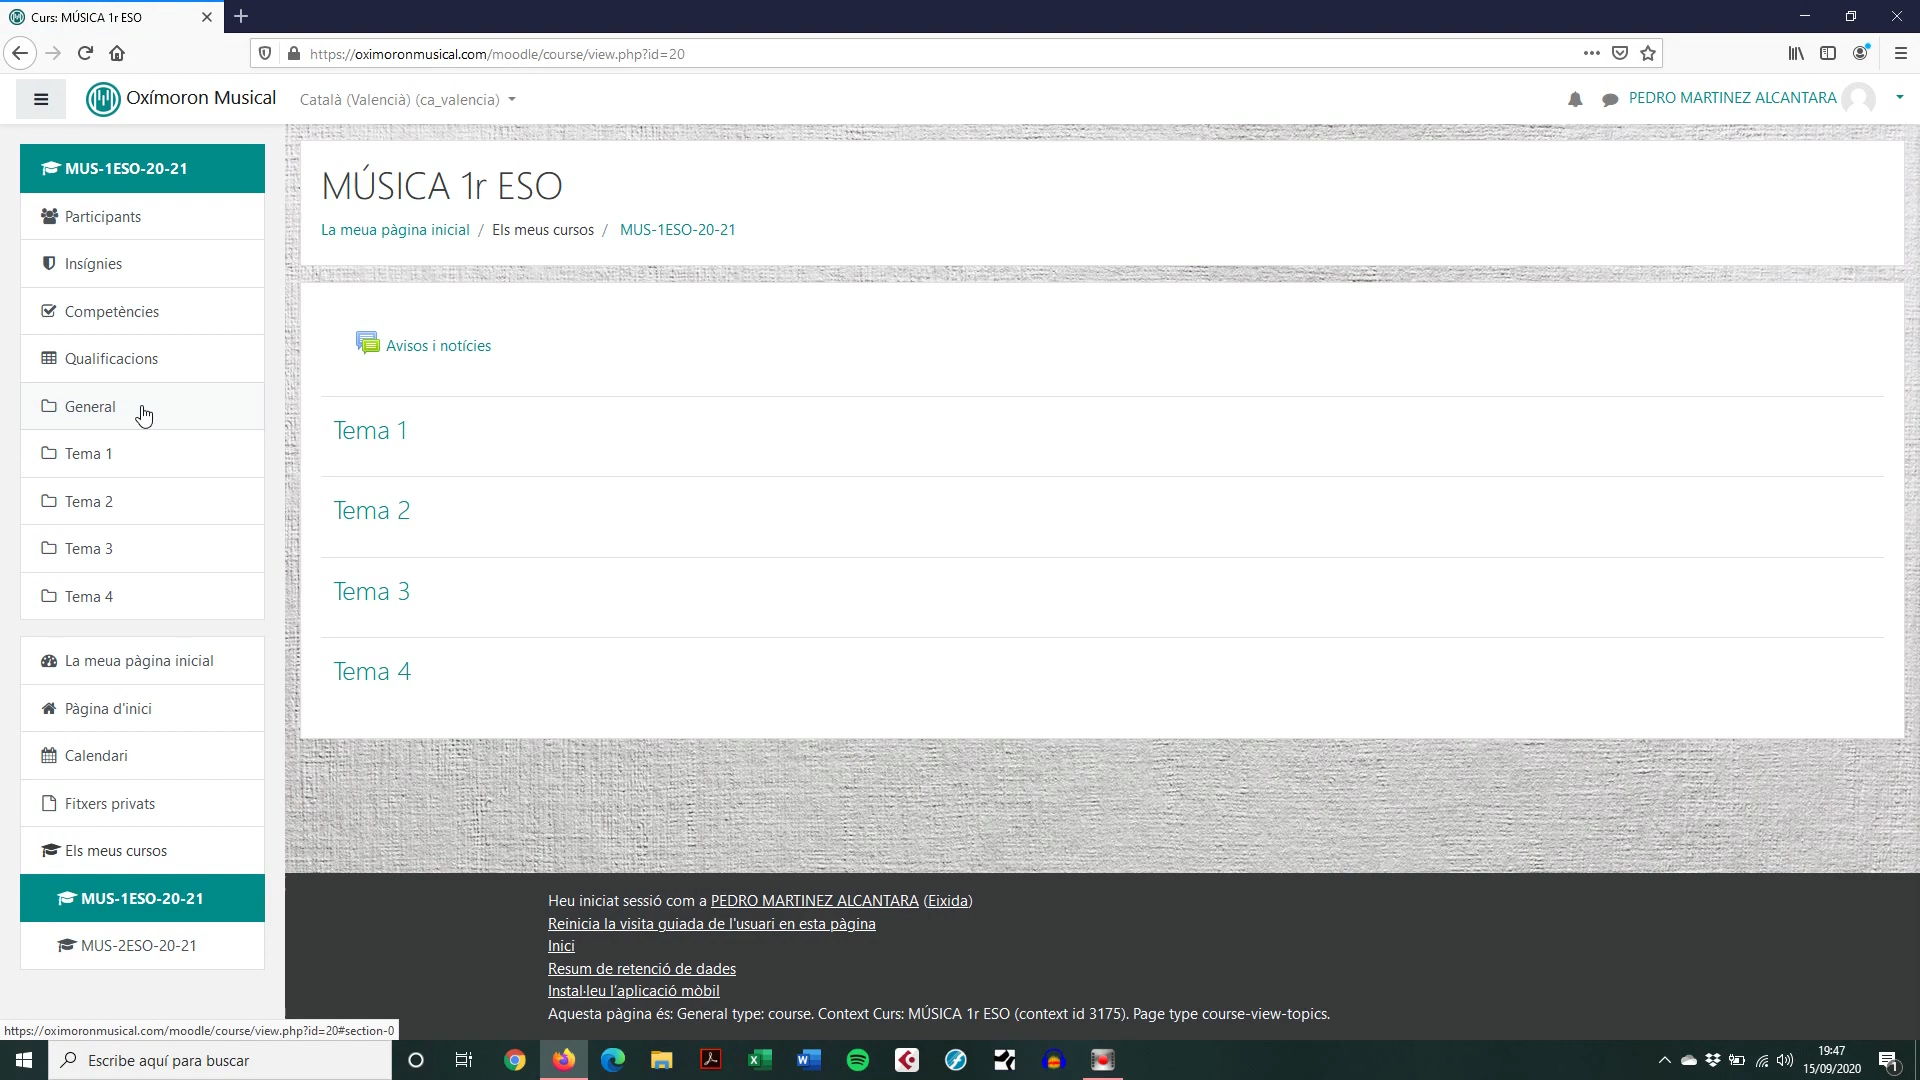 Curs: MÚSICA 1r ESO
https://oximoronmusical.com/moodle/course/view.php?id=20
Oxímoron Musical
Català (Valencià) (ca_valencia)
PEDRO MARTINEZ ALCANTARA
MUS-1ESO-20-21
Participants
Insígnies
Competències
Qualificacions
General
Tema 1
Tema 2
Tema 3
Tema 4
La meua pàgina inicial
Pàgina d'inici
Calendari
Fitxers privats
Els meus cursos
MUS-1ESO-20-21
MUS-2ESO-20-21
MÚSICA 1r ESO
La meua pàgina inicial / Els meus cursos / MUS-1ESO-20-21
Avisos i notícies
Tema 1
Tema 2
Tema 3
Tema 4
Heu iniciat sessió com a PEDRO MARTINEZ ALCANTARA (Eixida)
Reinicia la visita guiada de l'usuari en esta pàgina
Inici
Resum de retenció de dades
Instal·leu l'aplicació mòbil
Aquesta pàgina és: General type: course. Context Curs: MÚSICA 1r ESO (context id 3175). Page type course-view-topics.
https://oximoronmusical.com/moodle/course/view.php?id=20#section-0
Escribe aquí para buscar
19:47
15/09/2020
1